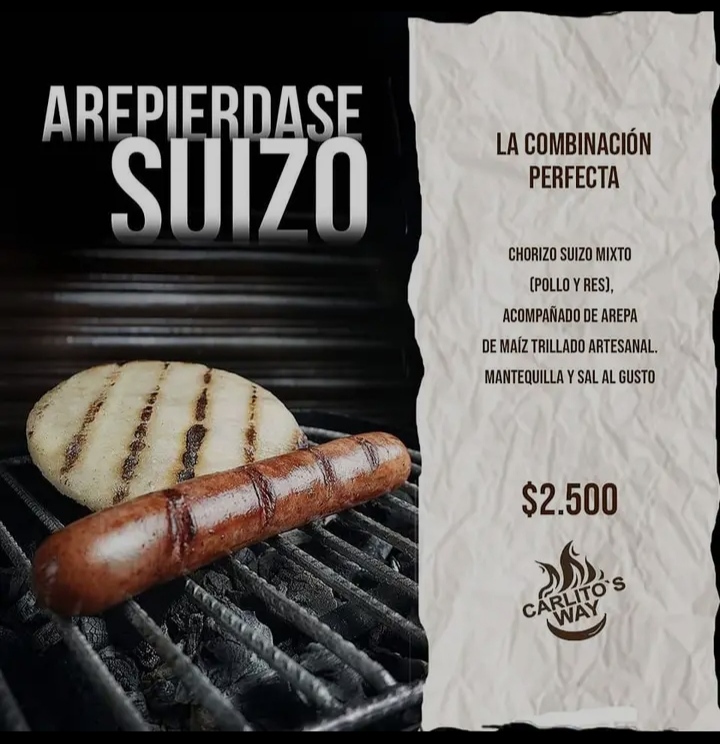 AREPIERDASE
SUIZO
LA COMBINACIÓN
PERFECTA
CHORIZO SUIZO MIXTO
(POLLO Y RES),
ACOMPAÑADO DE AREPA
DE MAÍZ TRILLADO ARTESANAL.
MANTEQUILLA Y SAL AL GUSTO
$2.500
CARLITO`S
WAY